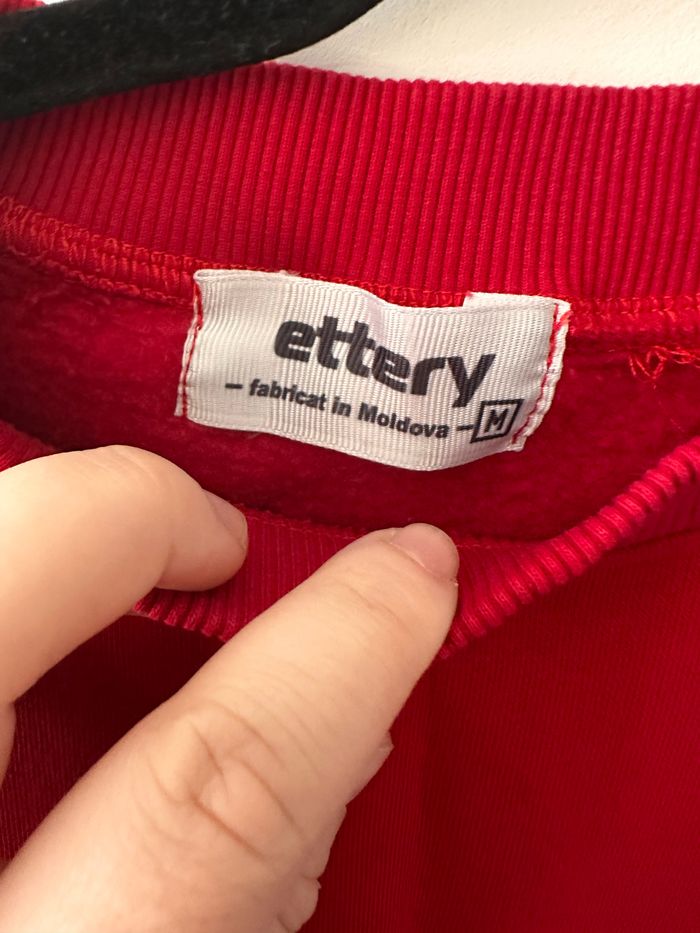 ettery
– fabricat in Moldova – M